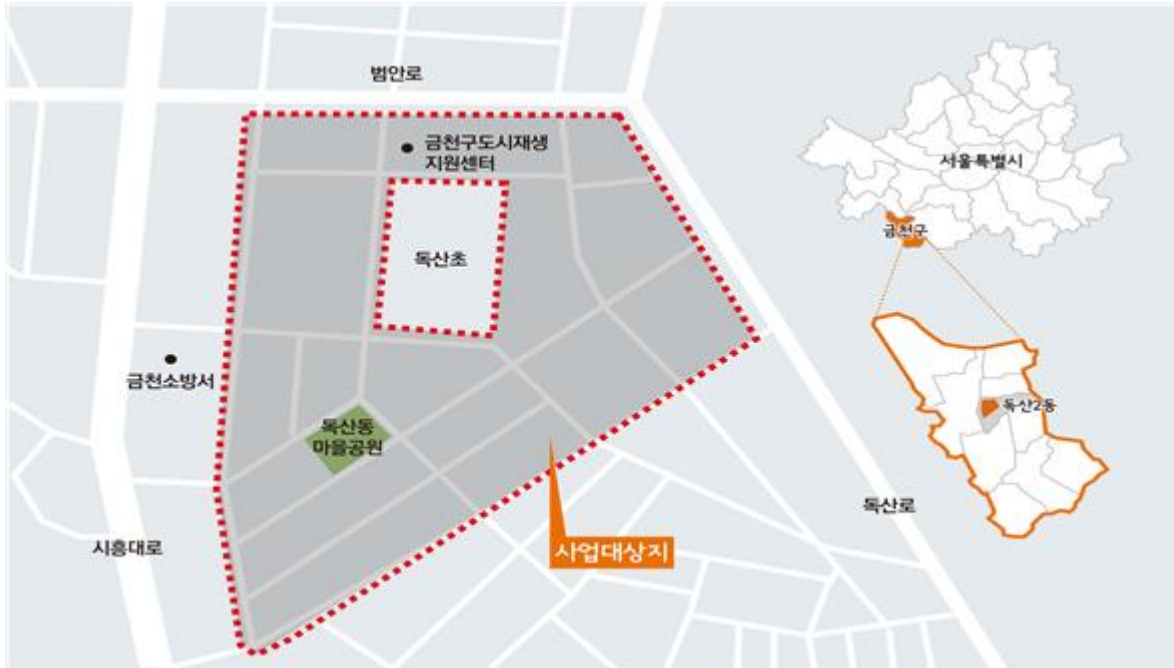 범안로
금천구도시재생
지원센터
독산초
금천소방서
독산동
마을공원
시흥대로
사업대상지
독산로
서울특별시
금천구
독산2동